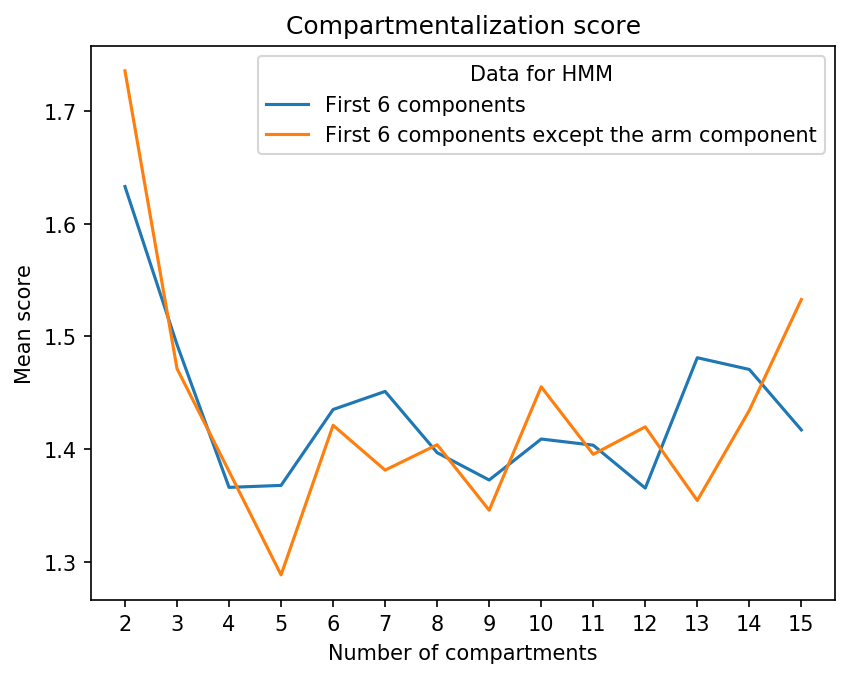 Compartmentalization score
Data for HMM
First 6 components
First 6 components except the arm component
Mean score
1.7
1.6
1.5
1.4
1.3
2 3 4 5 6 7 8 9 10 11 12 13 14 15
Number of compartments